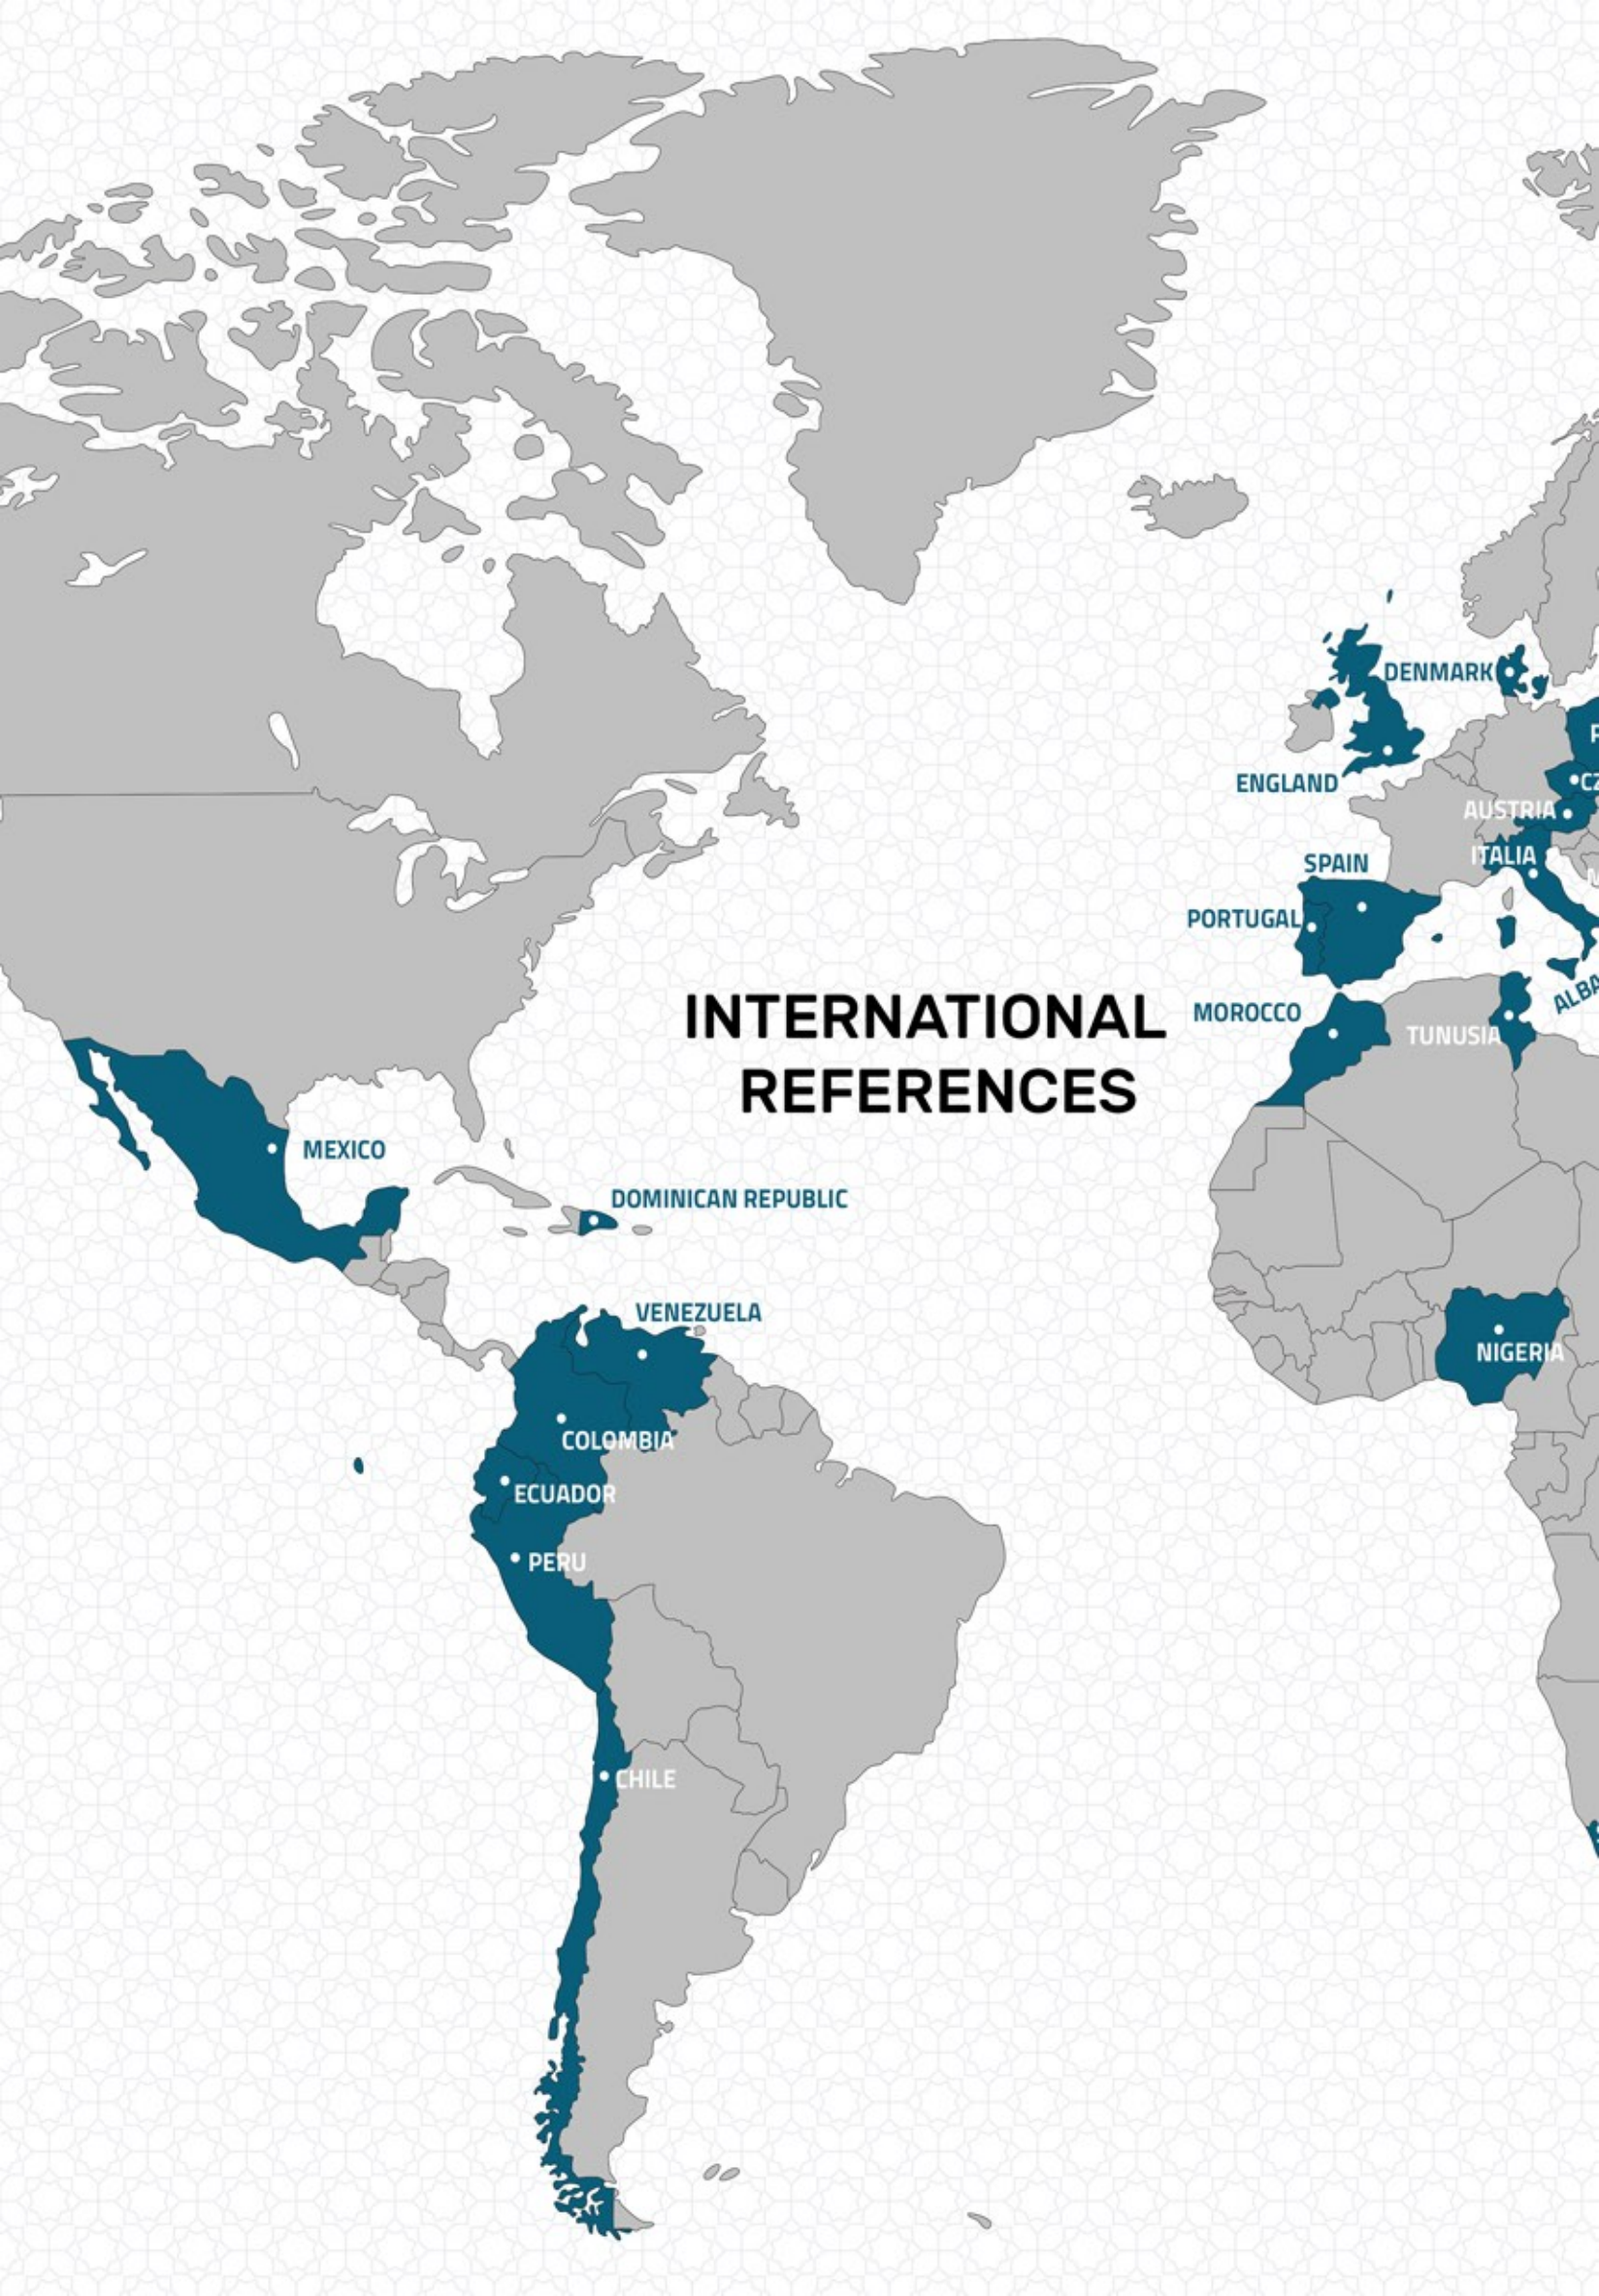 DENMARK
ENGLAND
AUSTRIA
ITALIA
SPAIN
PORTUGAL
INTERNATIONAL
REFERENCES
MOROCCO
TUNUSIA
MEXICO
DOMINICAN REPUBLIC
VENEZUELA
NIGERIA
COLOMBIA
ECUADOR
PERU
CHILE